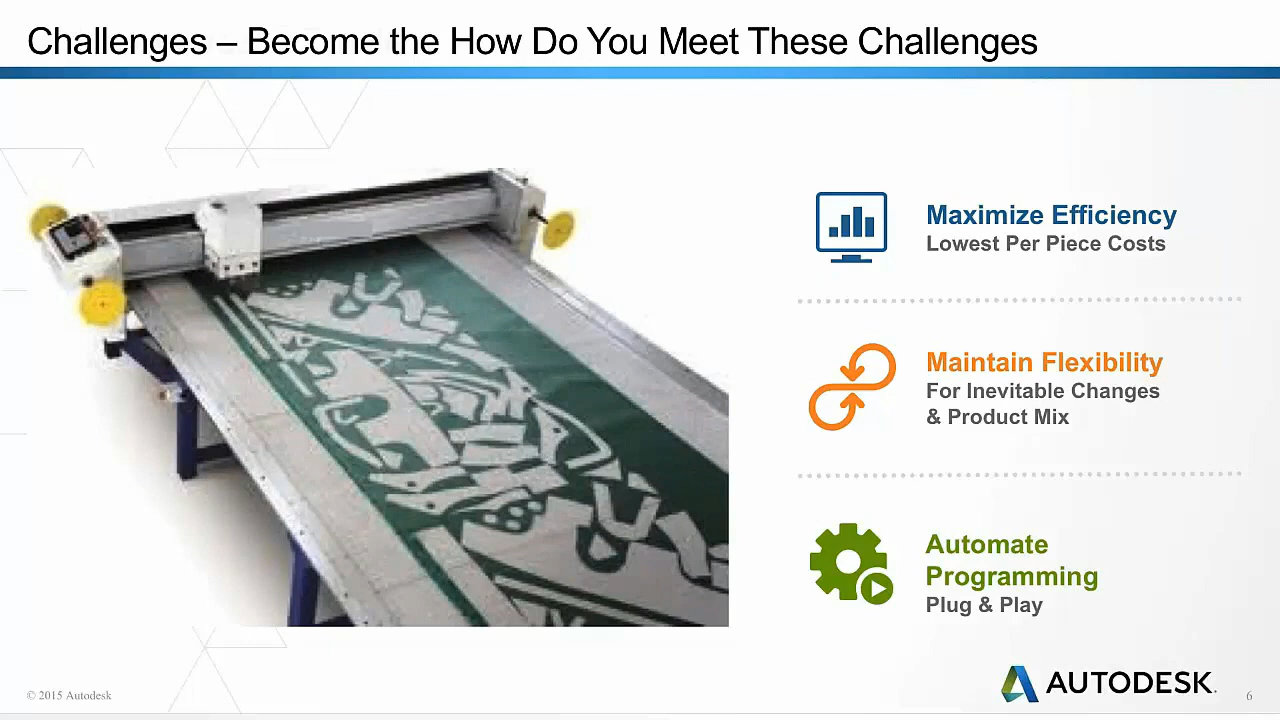 Challenges – Become the How Do You Meet These Challenges
Maximize Efficiency
Lowest Per Piece Costs
Maintain Flexibility
For Inevitable Changes
& Product Mix
Automate
Programming
Plug & Play
© 2015 Autodesk
AUTODESK.
6